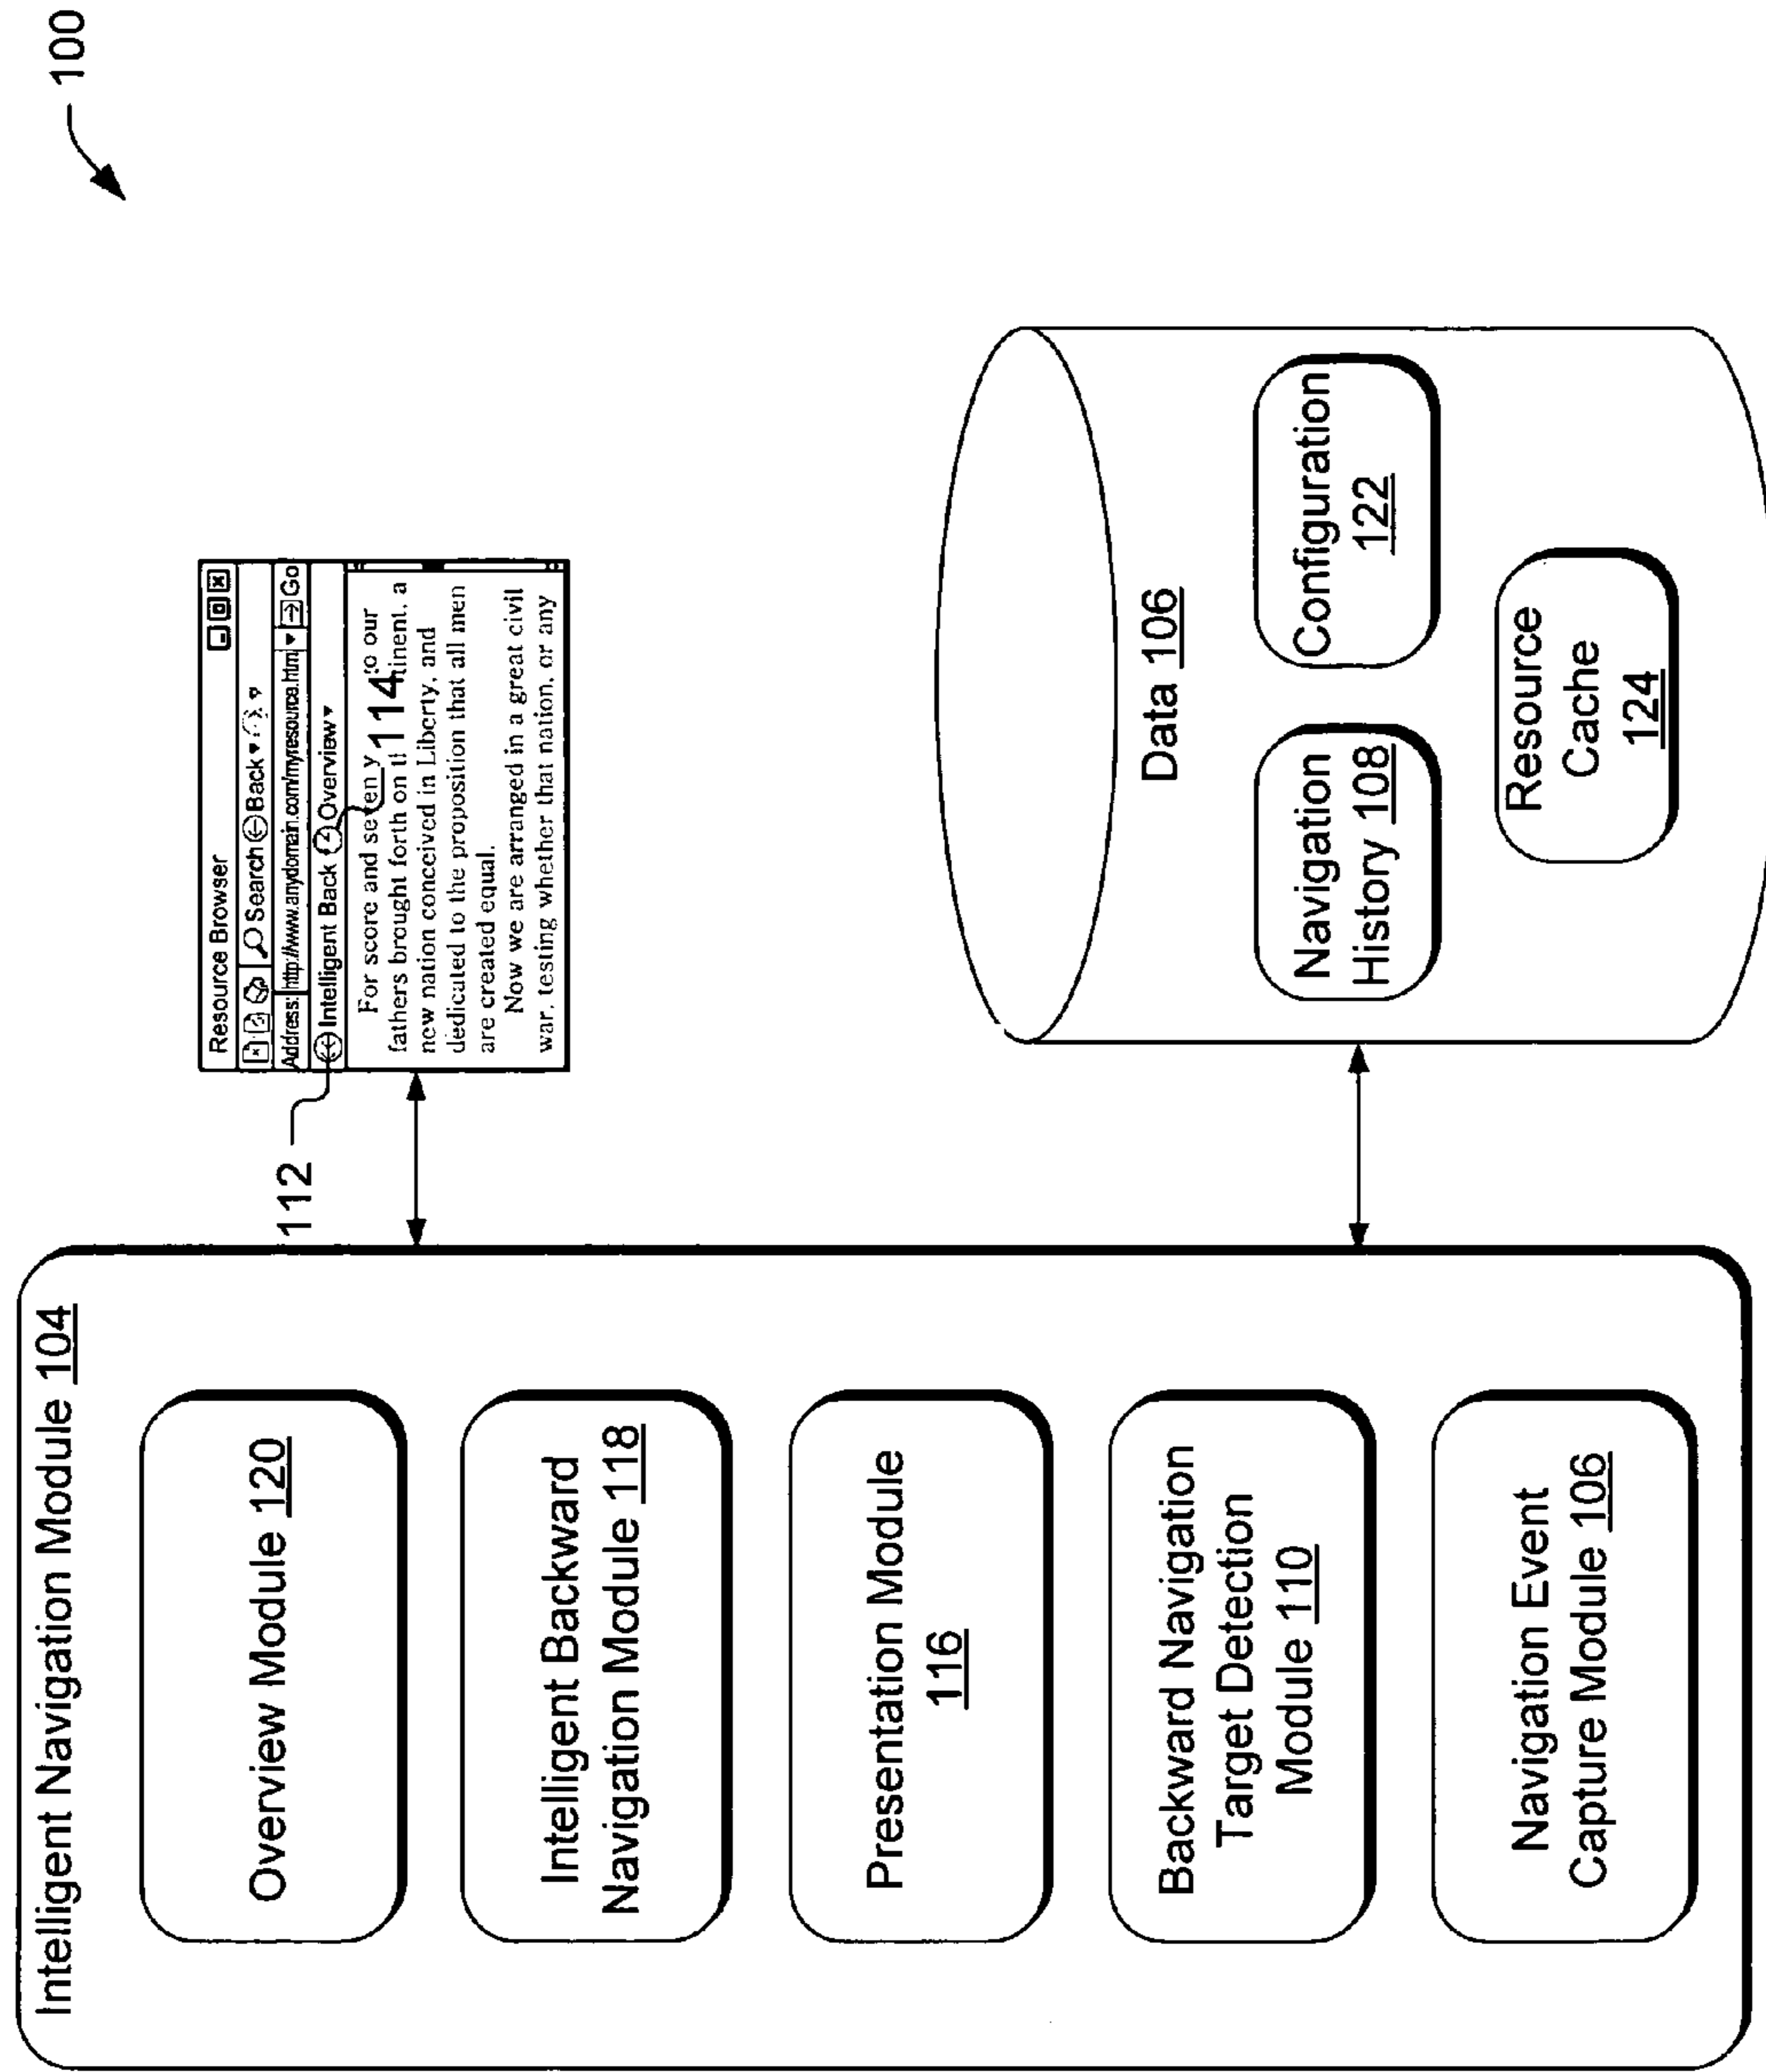 100
Intelligent Navigation Module 104
Overview Module 120
Intelligent Backward
Navigation Module 118
Presentation Module
116
Backward Navigation
Target Detection
Module 110
Navigation Event
Capture Module 106
112
Resource Browser
Search Back
Address: http://www.anydomain.com/myresource.htm Go
Intelligent Back Overview
114
For score and seven y to our
fathers brought forth on tinent, a
new nation conceived in Liberty, and
dedicated to the proposition that all men
are created equal.
Now we are arranged in a great civil
war, testing whether that nation, or any
Data 106
Navigation
History 108
Configuration
122
Resource
Cache
124